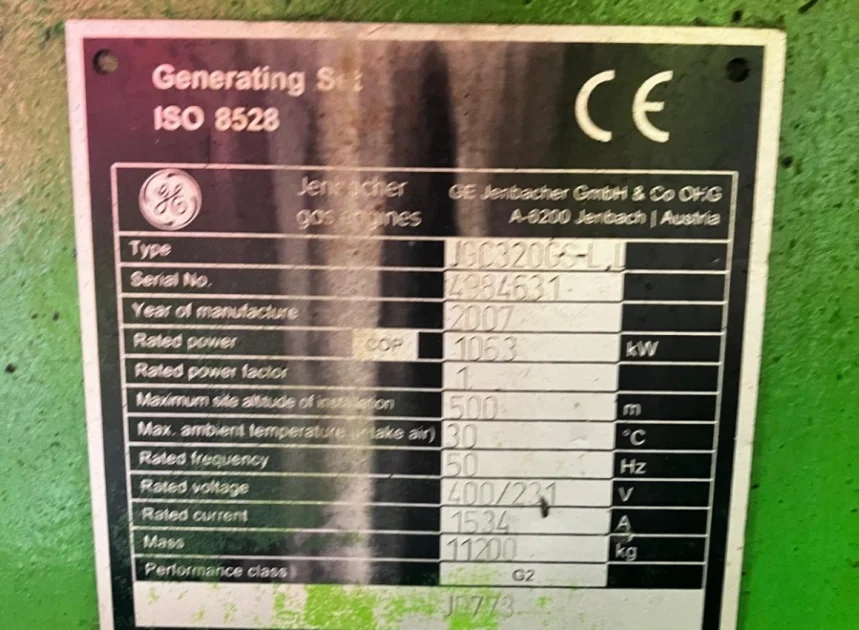 Generating Set
ISO 8528
CE
GE
Jenbacher gas engines
GE Jenbacher GmbH & Co OHG
A-6200 Jenbach | Austria
Type JGC320GS-L.L
Serial No. 4984631
Year of manufacture 2007
Rated power COP 1063 kW
Rated power factor 1
Maximum site altitude of installation 500 m
Max. ambient temperature (intake air) 30 °C
Rated frequency 50 Hz
Rated voltage 400/231 V
Rated current 1534 A
Mass 11200 kg
Performance class G2